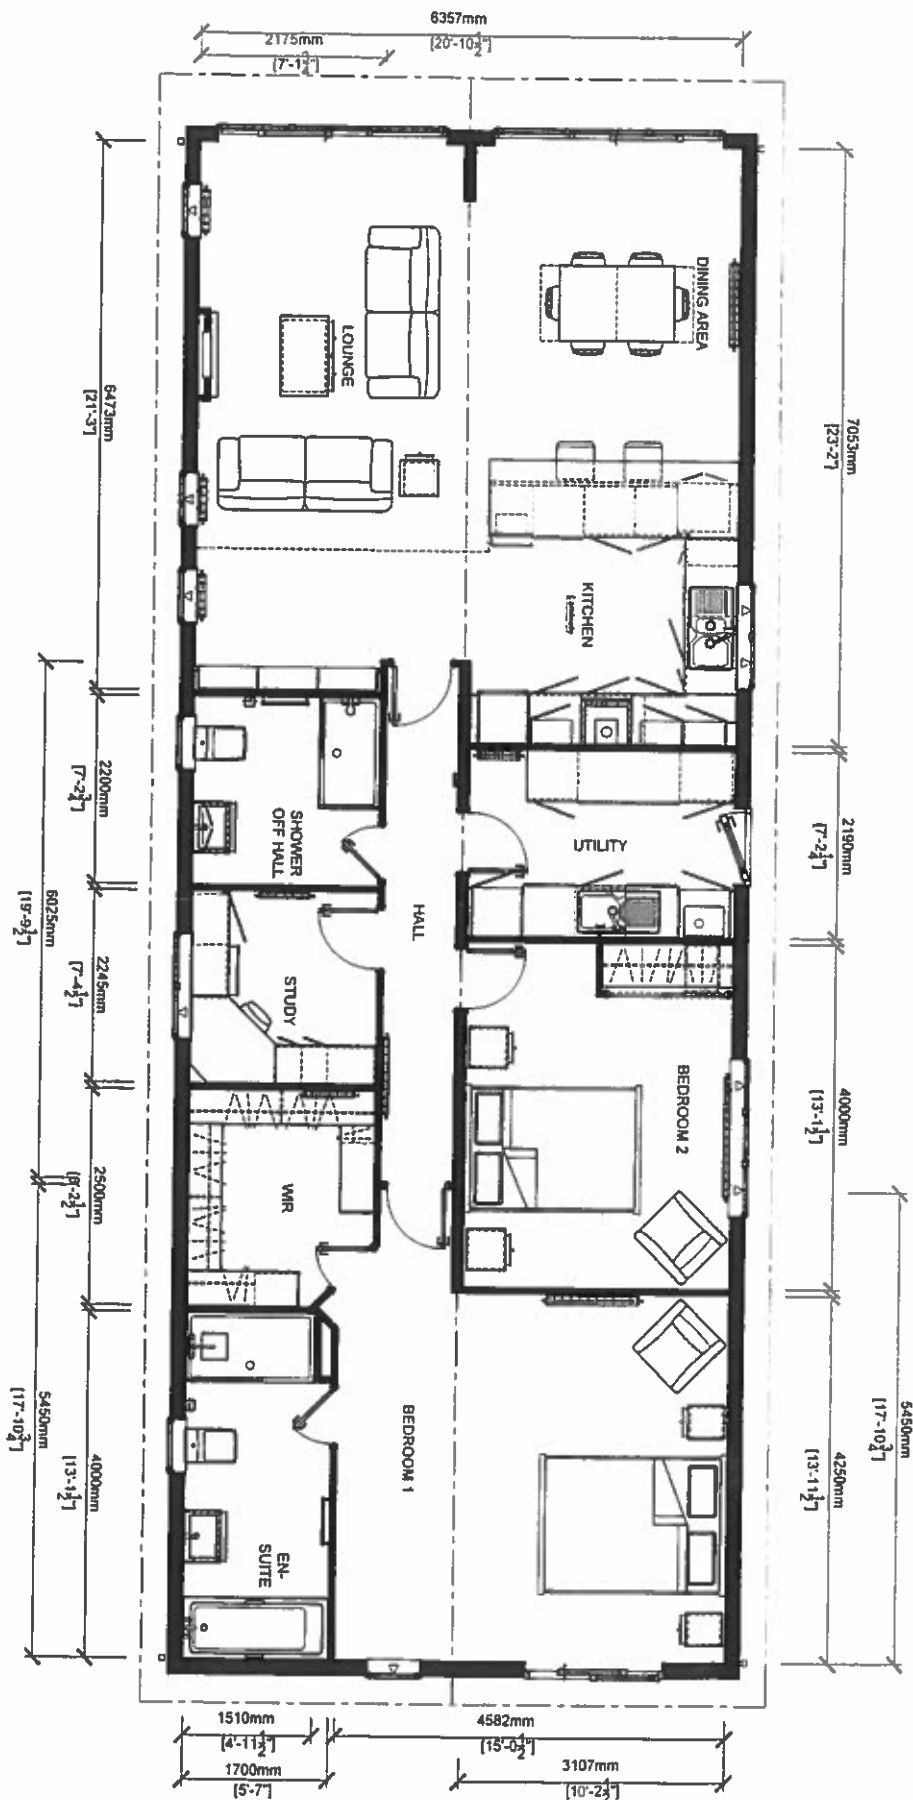 6357mm
[20'-10½"]
2175mm
[7'-1¾"]
DINING AREA
LOUNGE
7053mm
[23'-2"]
6473mm
[21'-3"]
KITCHEN
2200mm
[7'-2¾"]
SHOWER
OFF HALL
UTILITY
2190mm
[7'-2¼"]
6025mm
[19'-9½"]
HALL
2245mm
[7'-4½"]
STUDY
BEDROOM 2
4000mm
[13'-1½"]
2500mm
[8'-2½"]
WIR
5450mm
[17'-10¾"]
4250mm
[13'-11½"]
5450mm
[17'-10¾"]
4000mm
[13'-1½"]
BEDROOM 1
EN-
SUITE
1510mm
[4'-11½"]
4582mm
[15'-0½"]
1700mm
[5'-7"]
3107mm
[10'-2½"]